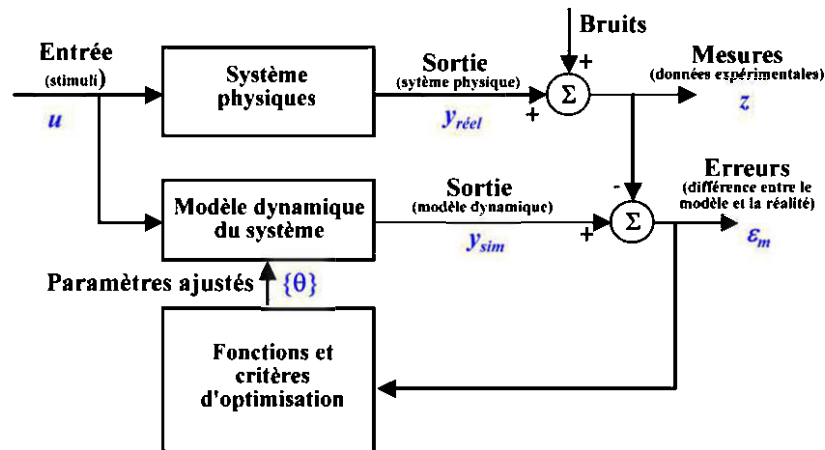 Bruits
Entrée
(stimuli)
Système
physiques
Sortie
(sytème physique)
+
Mesures
(données expérimentales)
Σ
u
y_réel
+
z
Erreurs
(différence entre le
modèle et la réalité)
Modèle dynamique
du système
Sortie
(modèle dynamique)
-
Σ
y_sim
+
ε_m
Paramètres ajustés
{θ}
Fonctions et
critères
d'optimisation